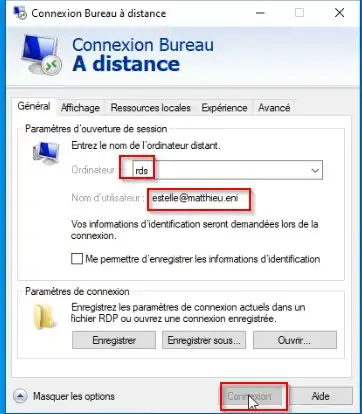 Connexion Bureau à distance
Connexion Bureau
A distance
Général Affichage Ressources locales Expérience Avancé
Paramètres d'ouverture de session
Entrez le nom de l'ordinateur distant.
Ordinateur : rds
Nom d'utilisateur : estelle@matthieu.eni
Vos informations d'identification seront demandées lors de la
connexion.
Me permettre d'enregistrer les informations d'identification
Paramètres de connexion
Enregistrez les paramètres de connexion actuels dans un
fichier RDP ou ouvrez une connexion enregistrée.
Enregistrer Enregistrer sous... Ouvrir...
Masquer les options Connexion Aide